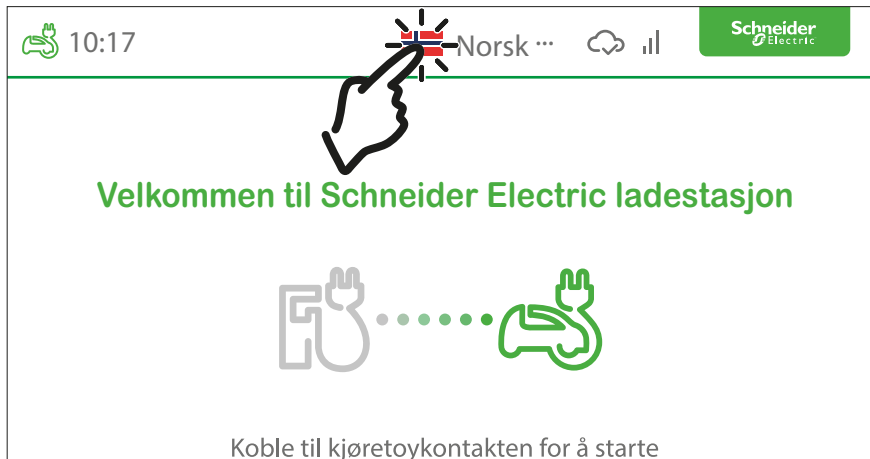 10:17
Norsk ...
Schneider
Electric
Velkommen til Schneider Electric ladestasjon
Koble til kjøretoykontakten for å starte